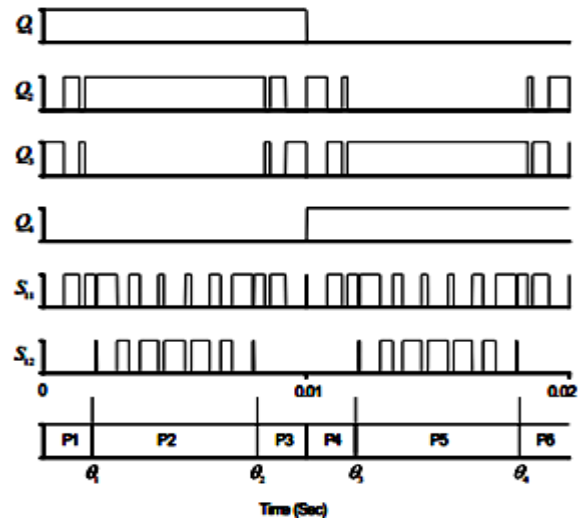 Q₁
Q₂
Q₃
Q₄
S₁₁
S₁₂
0 0.01 0.02
P1 P2 P3 P4 P5 P6
θ₁ θ₂ θ₃ θ₄
Time (Sec)